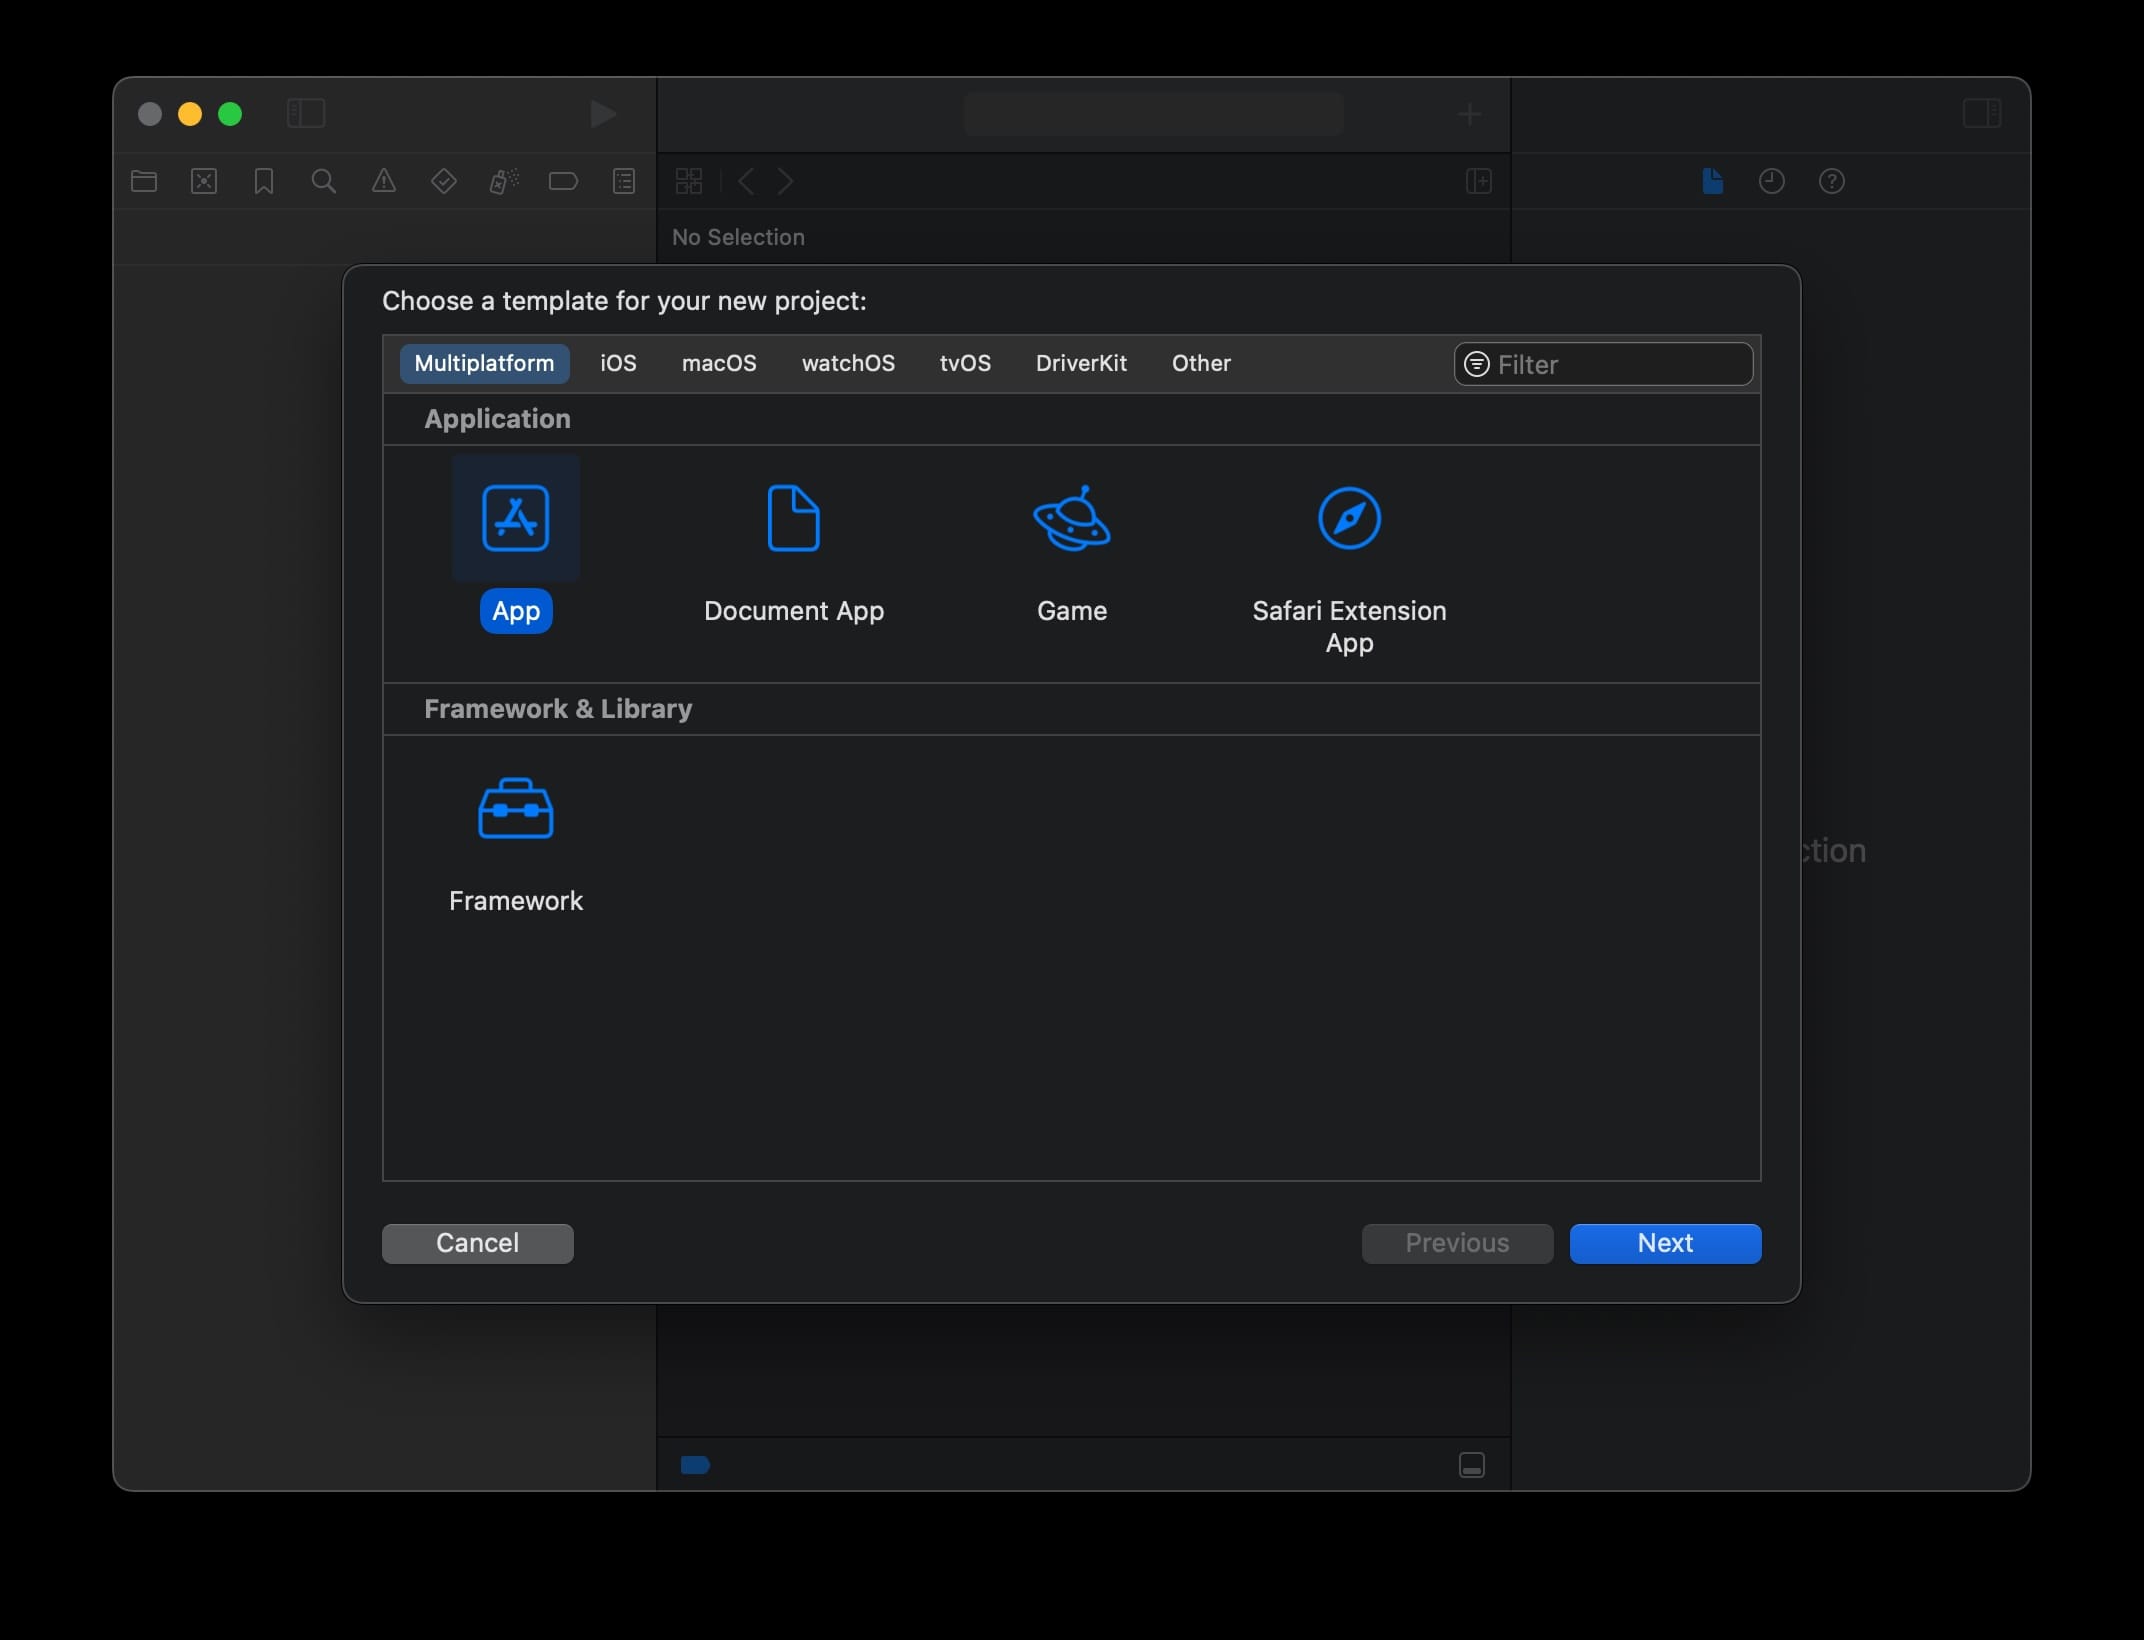 No Selection
Choose a template for your new project:
Multiplatform iOS macOS watchOS tvOS DriverKit Other Filter
Application
App Document App Game Safari Extension
App
Framework & Library
Framework
Cancel Previous Next